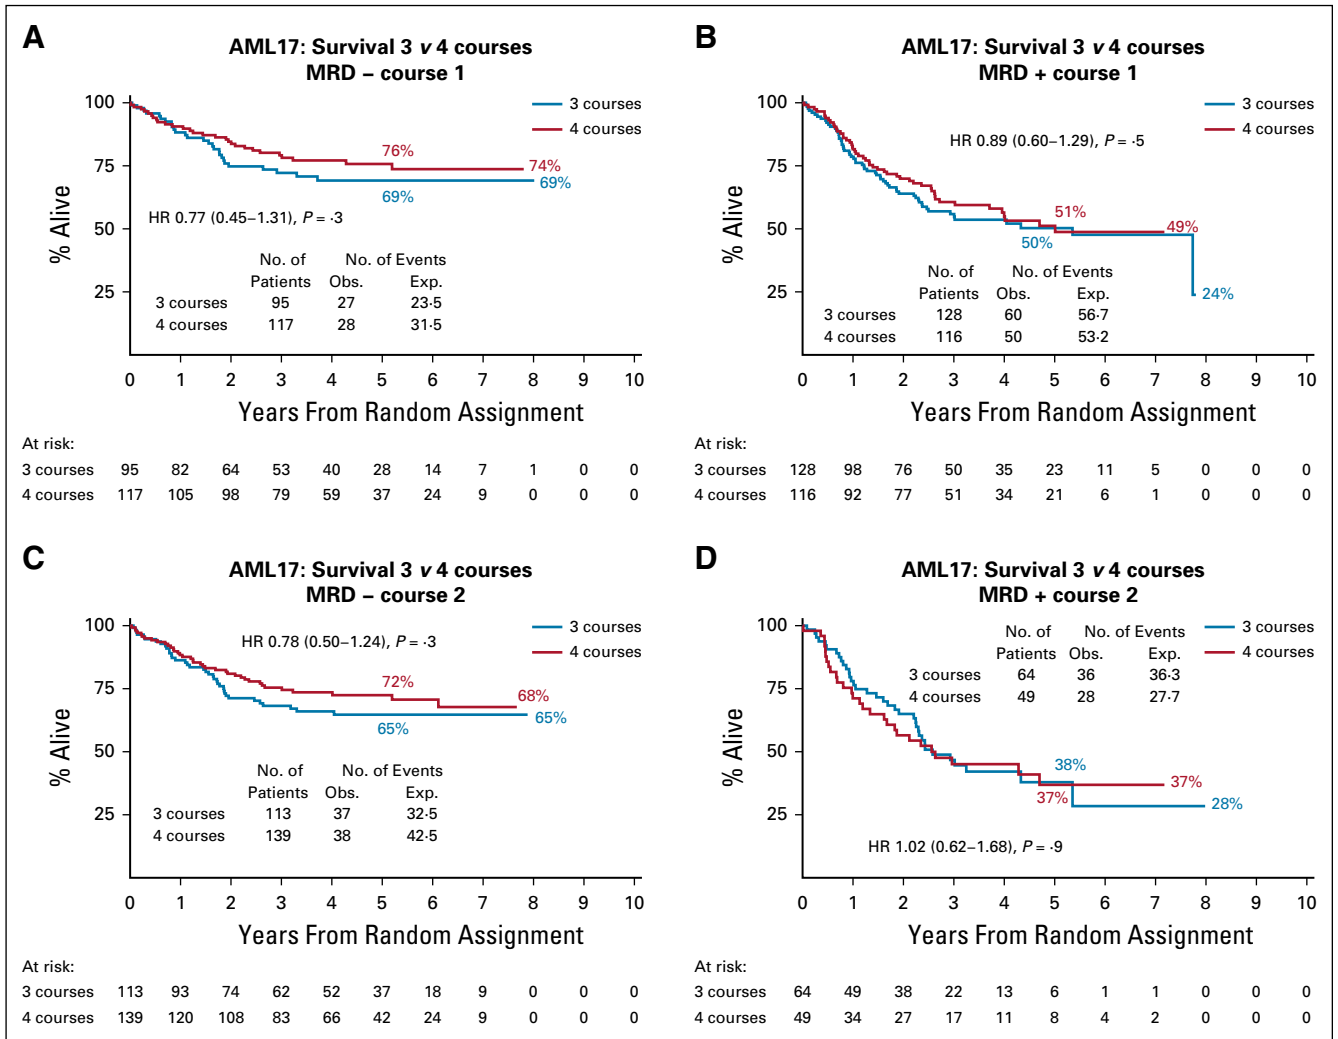 A
AML17: Survival 3 v 4 courses
MRD – course 1
100
75
50
25
% Alive
3 courses
4 courses
76%
74%
69%
69%
HR 0.77 (0.45–1.31), P = ·3
No. of No. of Events
Patients Obs. Exp.
3 courses 95 27 23·5
4 courses 117 28 31·5
0 1 2 3 4 5 6 7 8 9 10
Years From Random Assignment
At risk:
3 courses 95 82 64 53 40 28 14 7 1 0 0
4 courses 117 105 98 79 59 37 24 9 0 0 0
B
AML17: Survival 3 v 4 courses
MRD + course 1
100
75
50
25
% Alive
3 courses
4 courses
HR 0.89 (0.60–1.29), P = ·5
51%
49%
50%
24%
No. of No. of Events
Patients Obs. Exp.
3 courses 128 60 56·7
4 courses 116 50 53·2
0 1 2 3 4 5 6 7 8 9 10
Years From Random Assignment
At risk:
3 courses 128 98 76 50 35 23 11 5 0 0 0
4 courses 116 92 77 51 34 21 6 1 0 0 0
C
AML17: Survival 3 v 4 courses
MRD – course 2
100
75
50
25
% Alive
3 courses
4 courses
HR 0.78 (0.50–1.24), P = ·3
72%
68%
65%
65%
No. of No. of Events
Patients Obs. Exp.
3 courses 113 37 32·5
4 courses 139 38 42·5
0 1 2 3 4 5 6 7 8 9 10
Years From Random Assignment
At risk:
3 courses 113 93 74 62 52 37 18 9 0 0 0
4 courses 139 120 108 83 66 42 24 9 0 0 0
D
AML17: Survival 3 v 4 courses
MRD + course 2
100
75
50
25
% Alive
3 courses
4 courses
No. of No. of Events
Patients Obs. Exp.
3 courses 64 36 36·3
4 courses 49 28 27·7
38%
37%
37%
28%
HR 1.02 (0.62–1.68), P = ·9
0 1 2 3 4 5 6 7 8 9 10
Years From Random Assignment
At risk:
3 courses 64 49 38 22 13 6 1 1 0 0 0
4 courses 49 34 27 17 11 8 4 2 0 0 0